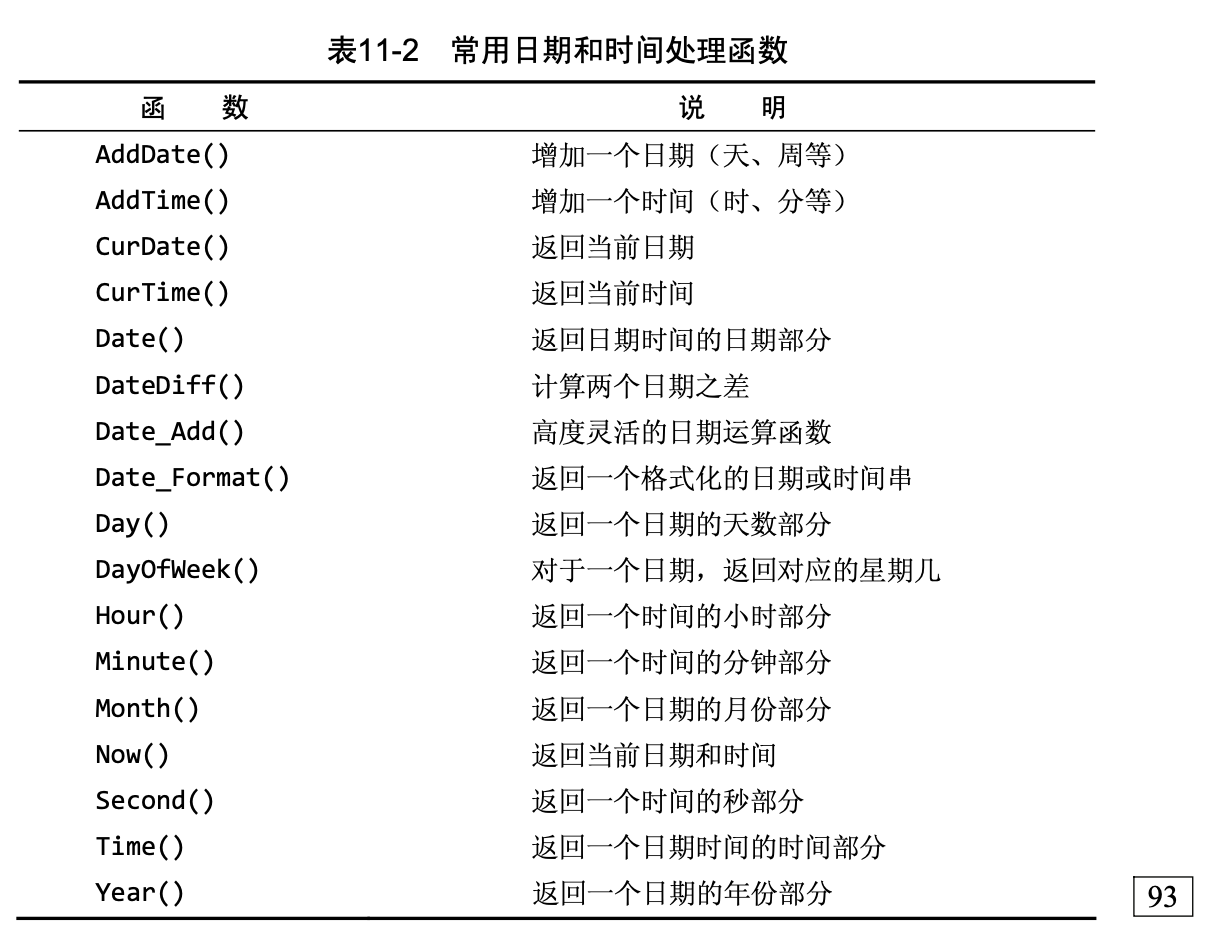 表11-2 常用日期和时间处理函数
函 数 说 明
AddDate() 增加一个日期（天、周等）
AddTime() 增加一个时间（时、分等）
CurDate() 返回当前日期
CurTime() 返回当前时间
Date() 返回日期时间的日期部分
DateDiff() 计算两个日期之差
Date_Add() 高度灵活的日期运算函数
Date_Format() 返回一个格式化的日期或时间串
Day() 返回一个日期的天数部分
DayOfWeek() 对于一个日期，返回对应的星期几
Hour() 返回一个时间的小时部分
Minute() 返回一个时间的分钟部分
Month() 返回一个日期的月份部分
Now() 返回当前日期和时间
Second() 返回一个时间的秒部分
Time() 返回一个日期时间的时间部分
Year() 返回一个日期的年份部分
93